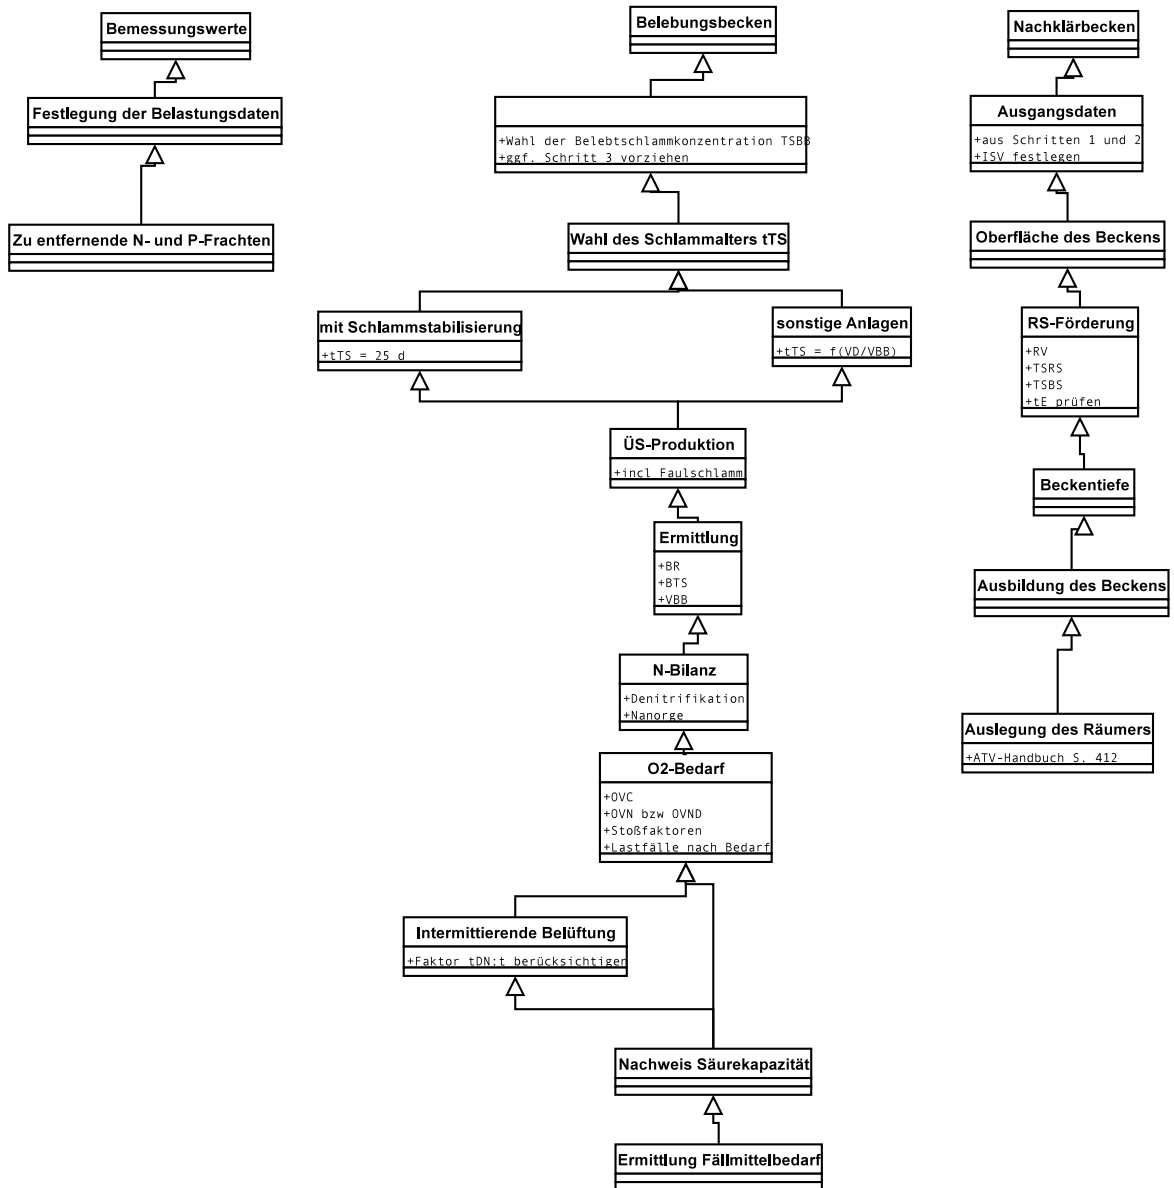 Bemessungswerte
Festlegung der Belastungsdaten
Zu entfernende N- und P-Frachten
Belebungsbecken
+Wahl der Belebtschlammkonzentration TSBB
+ggf. Schritt 3 vorziehen
Wahl des Schlammalters tTS
mit Schlammstabilisierung
+tTS = 25 d
sonstige Anlagen
+tTS = f(VD/VBB)
ÜS-Produktion
+incl Faulschlamm
Ermittlung
+BR
+BTS
+VBB
N-Bilanz
+Denitrifikation
+Nanorge
O2-Bedarf
+OVC
+OVN bzw OVND
+Stoßfaktoren
+Lastfälle nach Bedarf
Intermittierende Belüftung
+Faktor tDN:t berücksichtigen
Nachweis Säurekapazität
Ermittlung Fällmittelbedarf
Nachklärbecken
Ausgangsdaten
+aus Schritten 1 und 2
+ISV festlegen
Oberfläche des Beckens
RS-Förderung
+RV
+TSRS
+TSBS
+tE prüfen
Beckentiefe
Ausbildung des Beckens
Auslegung des Räumers
+ATV-Handbuch S. 412